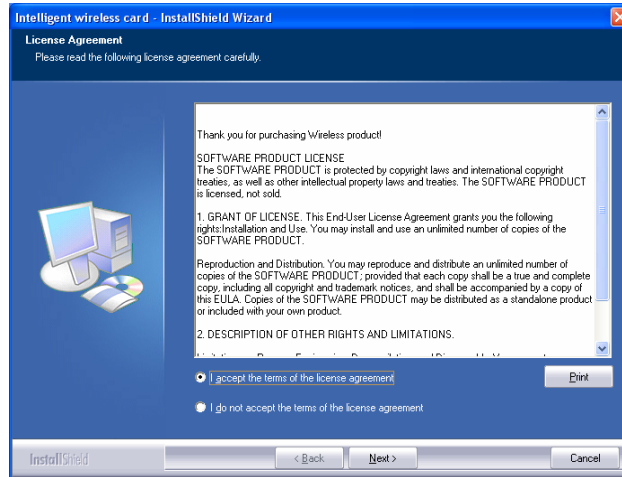 Intelligent wireless card - InstallShield Wizard
License Agreement
Please read the following license agreement carefully.
Thank you for purchasing Wireless product!
SOFTWARE PRODUCT LICENSE
The SOFTWARE PRODUCT is protected by copyright laws and international copyright
treaties, as well as other intellectual property laws and treaties. The SOFTWARE PRODUCT
is licensed, not sold.
1. GRANT OF LICENSE. This End-User License Agreement grants you the following
rights:Installation and Use. You may install and use an unlimited number of copies of the
SOFTWARE PRODUCT.
Reproduction and Distribution. You may reproduce and distribute an unlimited number of
copies of the SOFTWARE PRODUCT; provided that each copy shall be a true and complete
copy, including all copyright and trademark notices, and shall be accompanied by a copy of
this EULA. Copies of the SOFTWARE PRODUCT may be distributed as a standalone product
or included with your own product.
2. DESCRIPTION OF OTHER RIGHTS AND LIMITATIONS.
I accept the terms of the license agreement
Print
I do not accept the terms of the license agreement
InstallShield
< Back
Next >
Cancel